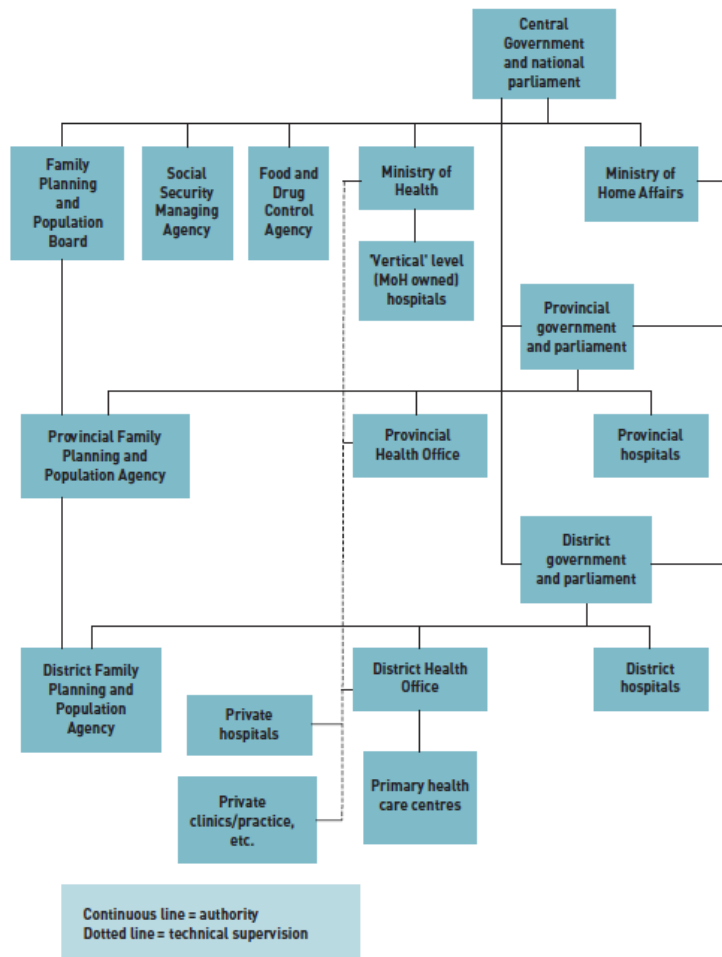 Central
Government
and national
parliament
Family
Planning
and
Population
Board
Social
Security
Managing
Agency
Food and
Drug
Control
Agency
Ministry of
Health
Ministry of
Home Affairs
'Vertical' level
(MoH owned)
hospitals
Provincial
government
and parliament
Provincial Family
Planning and
Population Agency
Provincial
Health Office
Provincial
hospitals
District
government
and parliament
District Family
Planning and
Population
Agency
District Health
Office
District
hospitals
Private
hospitals
Primary health
care centres
Private
clinics/practice,
etc.
Continuous line = authority
Dotted line = technical supervision